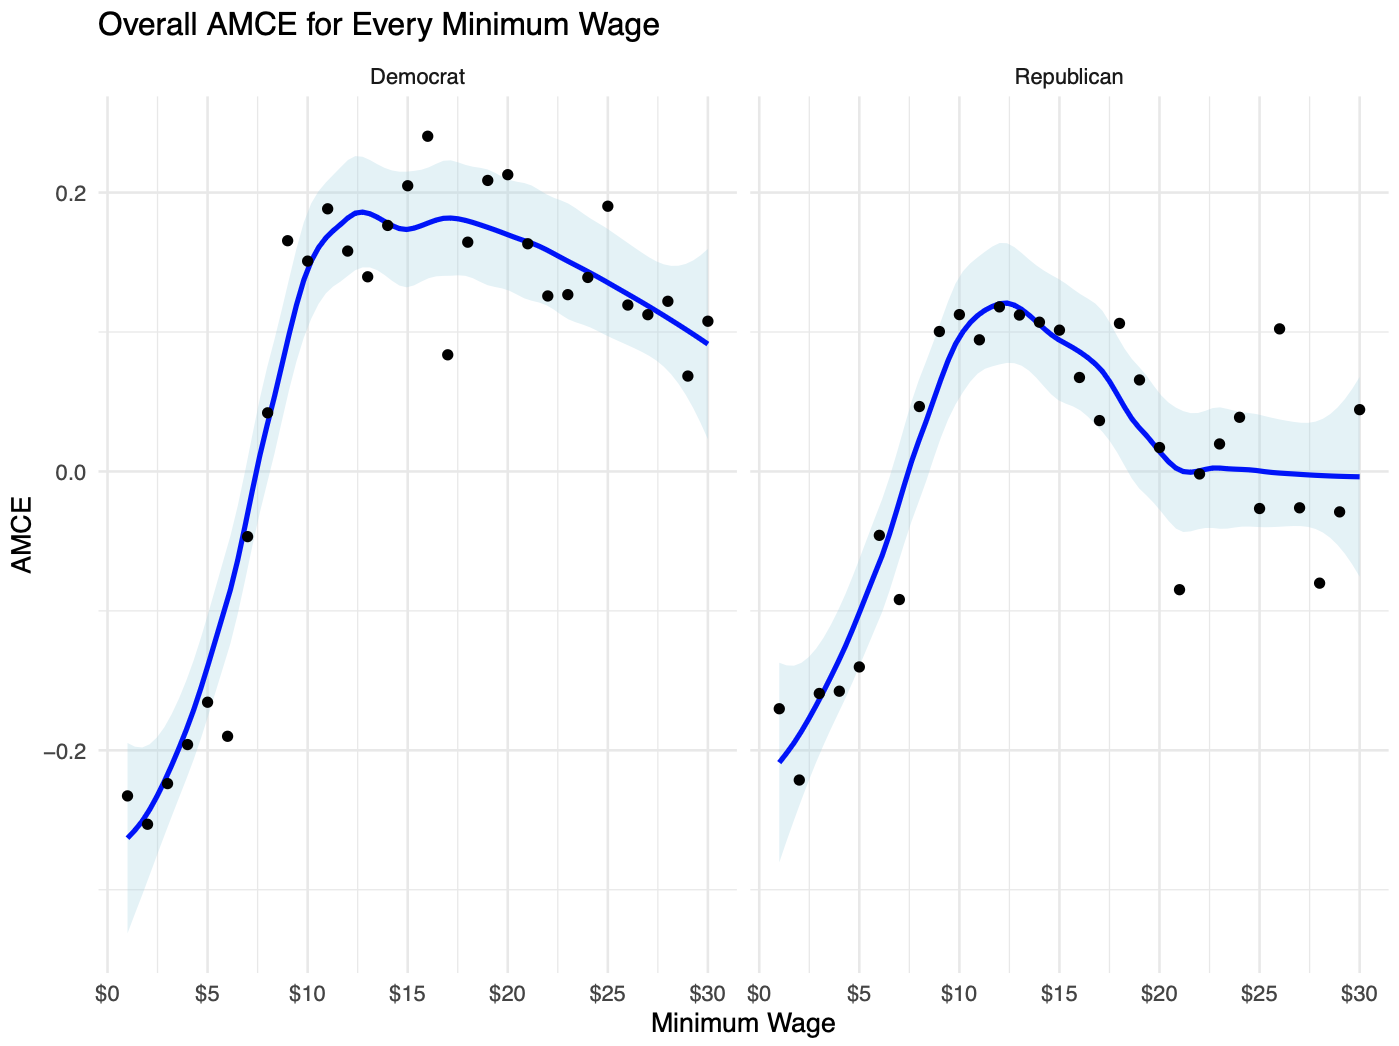 Overall AMCE for Every Minimum Wage
Democrat
Republican
0.2
0.0
−0.2
AMCE
$0 $5 $10 $15 $20 $25 $30
$0 $5 $10 $15 $20 $25 $30
Minimum Wage